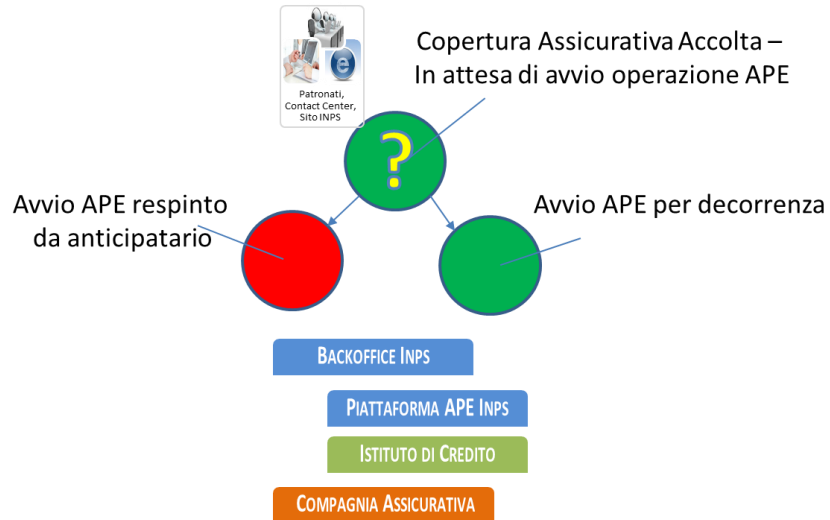 Patronati,
Contact Center,
Sito INPS
Copertura Assicurativa Accolta –
In attesa di avvio operazione APE
e
?
Avvio APE respinto
da anticipatario
Avvio APE per decorrenza
BACKOFFICE INPS
PIATTAFORMA APE INPS
ISTITUTO DI CREDITO
COMPAGNIA ASSICURATIVA